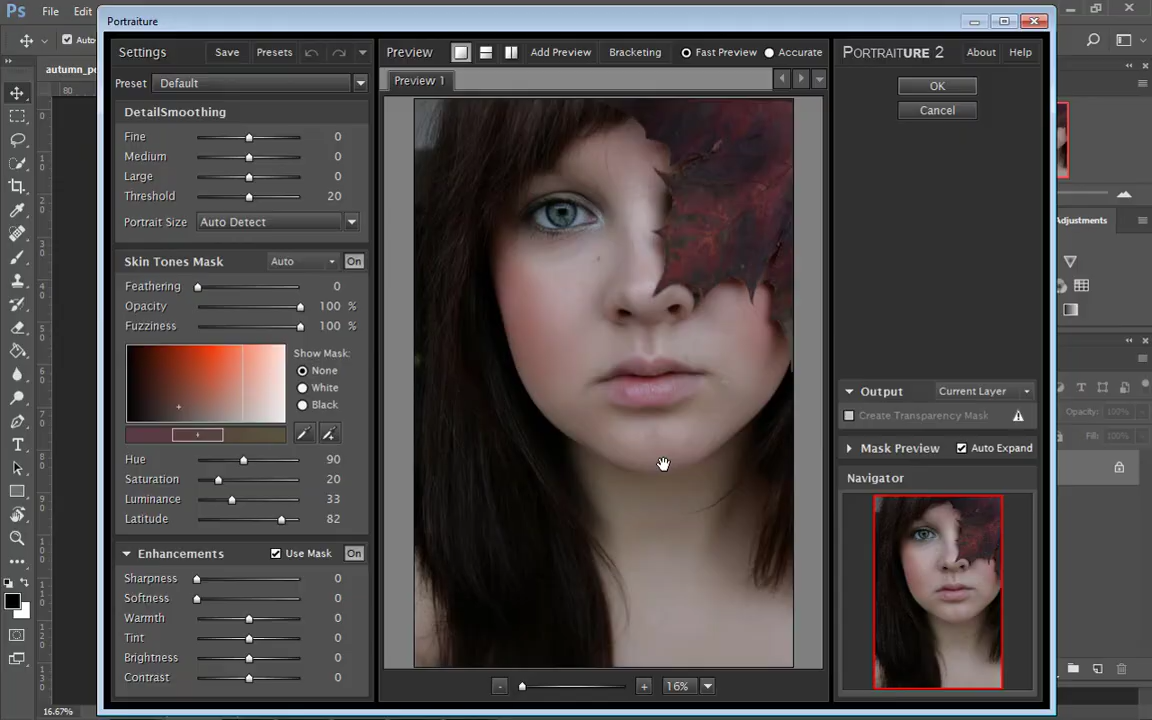 Ps File Edit
Portraiture
Auto
autumn_pe
80
Settings Save Presets
Preset Default
DetailSmoothing
Fine 0
Medium 0
Large 0
Threshold 20
Portrait Size Auto Detect
Skin Tones Mask Auto On
Feathering 0
Opacity 100 %
Fuzziness 100 %
Show Mask:
None
White
Black
Hue 90
Saturation 20
Luminance 33
Latitude 82
Enhancements Use Mask On
Sharpness 0
Softness 0
Warmth 0
Tint 0
Brightness 0
Contrast 0
16.67%
Preview Add Preview Bracketing Fast Preview Accurate
Preview 1
16%
PORTRAITURE 2 About Help
OK
Cancel
Output Current Layer
Create Transparency Mask
Mask Preview Auto Expand
Navigator
Adjustments
Opacity: 100%
Fill: 100%